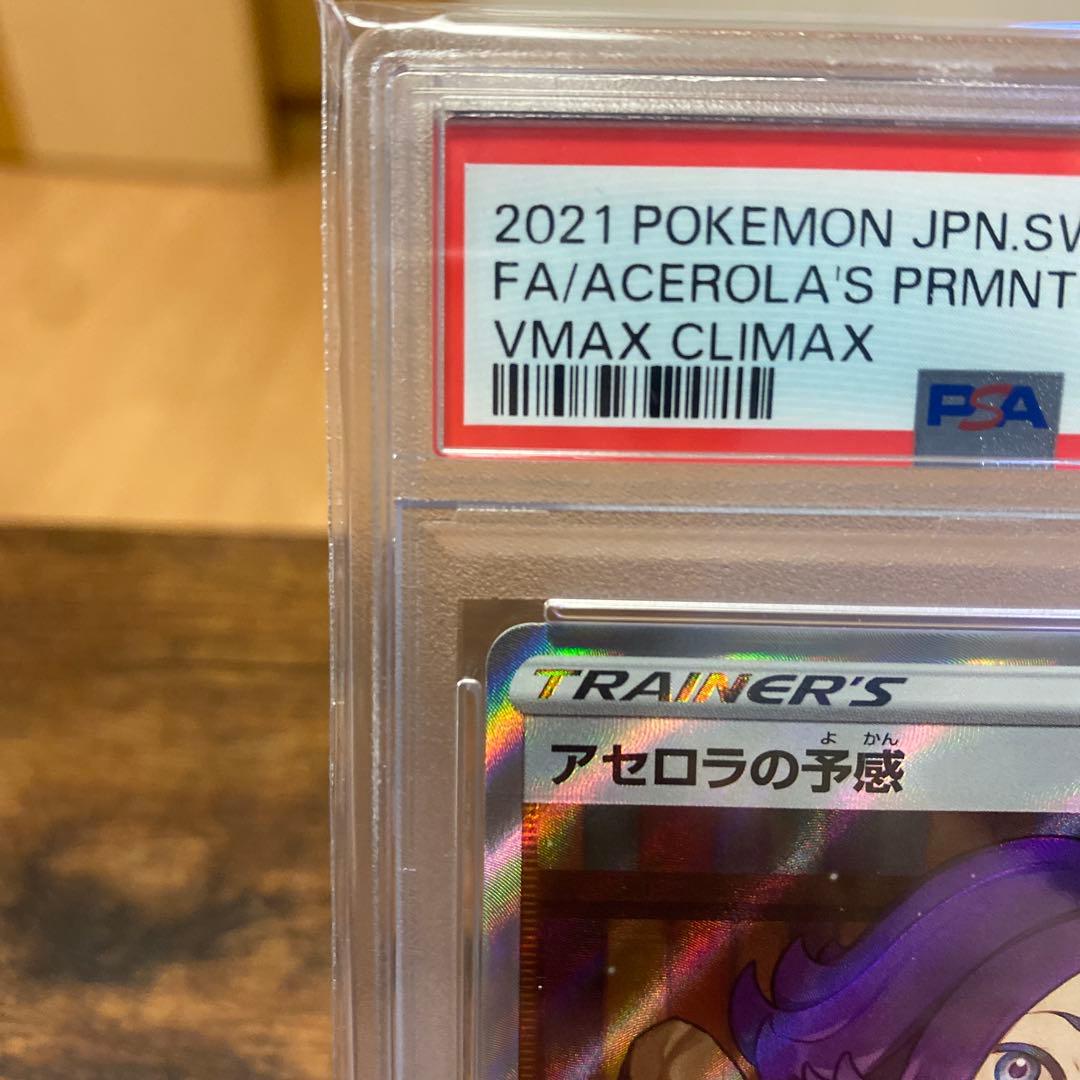 2021 POKEMON JPN.SW
FA/ACEROLA'S PRMNT
VMAX CLIMAX
PSA
TRAINER'S
よ かん
アセロラの予感